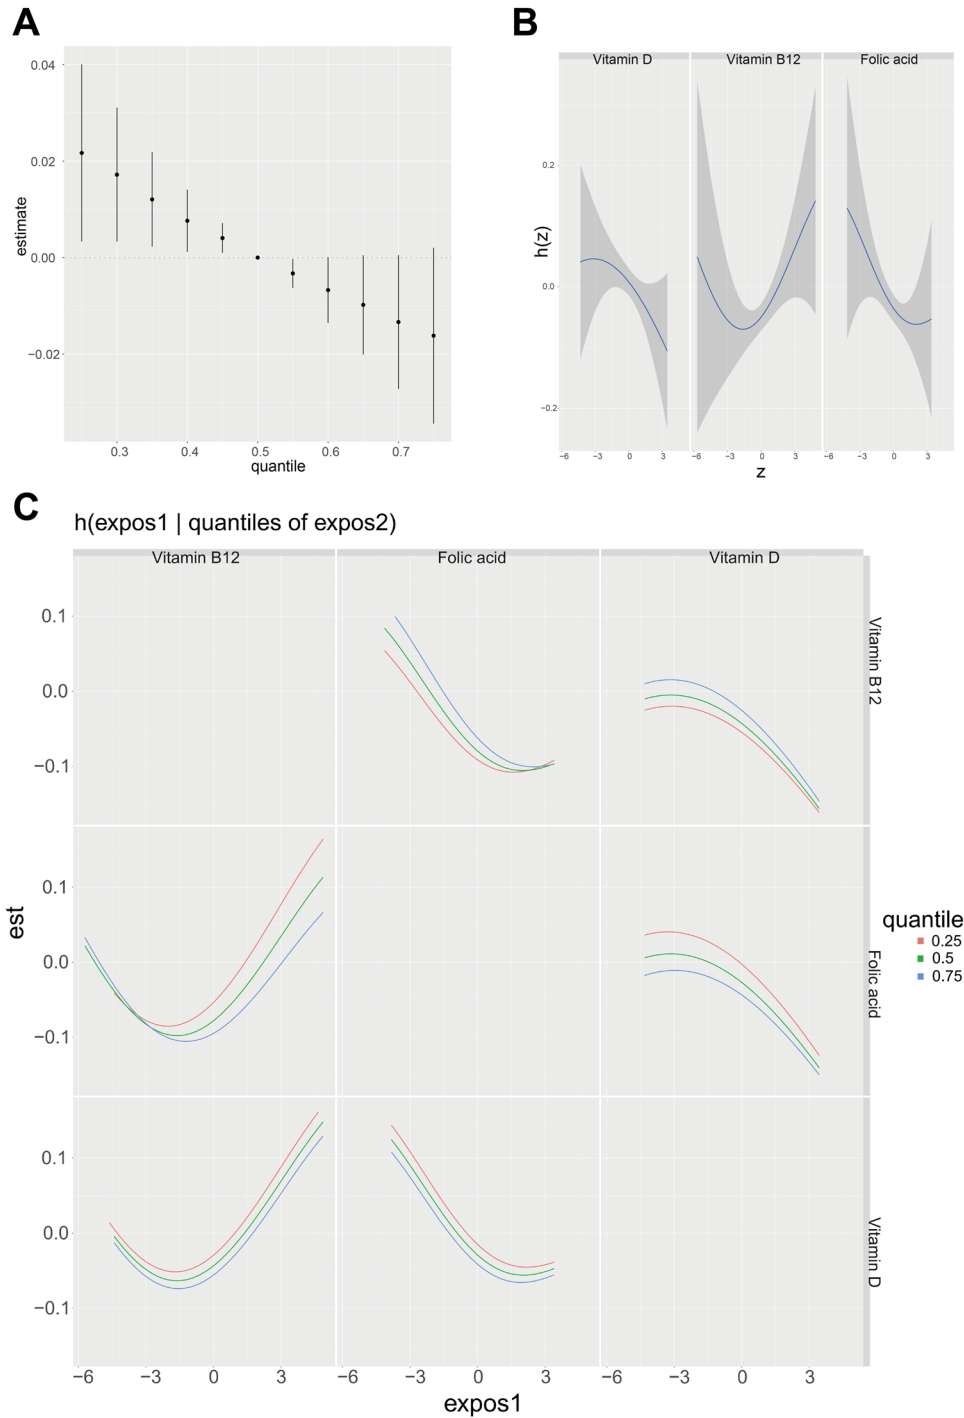 A
0.04
0.02
0.00
−0.02
estimate
0.3 0.4 0.5 0.6 0.7
quantile
B
Vitamin D Vitamin B12 Folic acid
0.2
0.0
−0.2
h(z)
−6 −3 0 3 −6 −3 0 3 −6 −3 0 3
z
C
h(expos1 | quantiles of expos2)
Vitamin B12 Folic acid Vitamin D
0.1
0.0
−0.1
Vitamin B12
0.1
0.0
−0.1
Folic acid
0.1
0.0
−0.1
Vitamin D
est
−6 −3 0 3 −6 −3 0 3 −6 −3 0 3
expos1
quantile
0.25
0.5
0.75